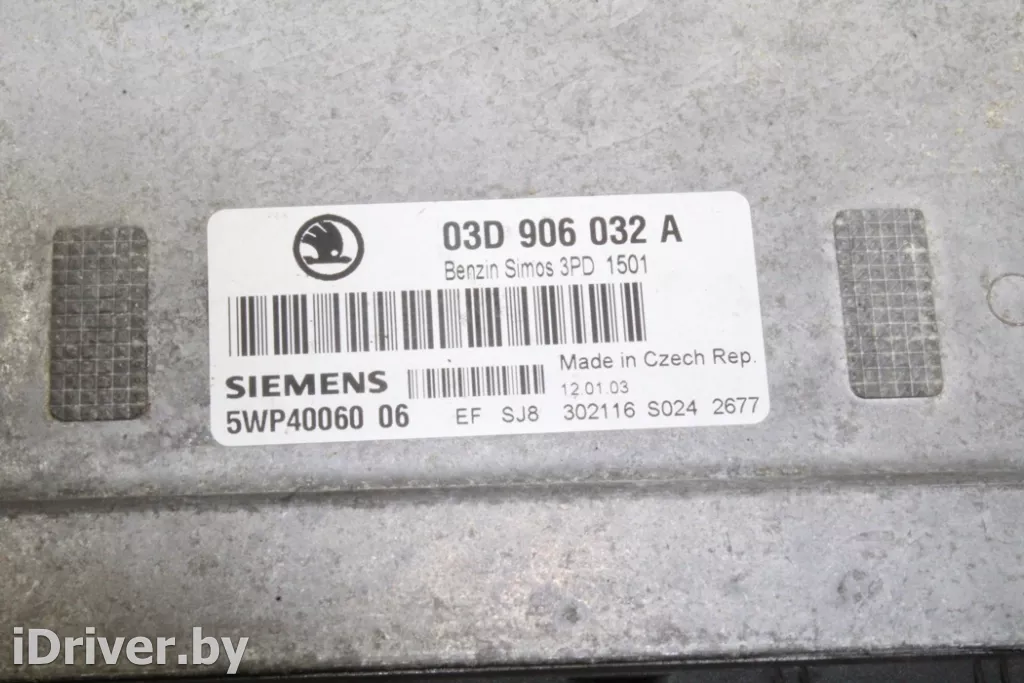 03D 906 032 A
Benzin Simos 3PD 1501
Made in Czech Rep.
SIEMENS
12.01.03
5WP40060 06 EF SJ8 302116 S024 2677
iDriver.by